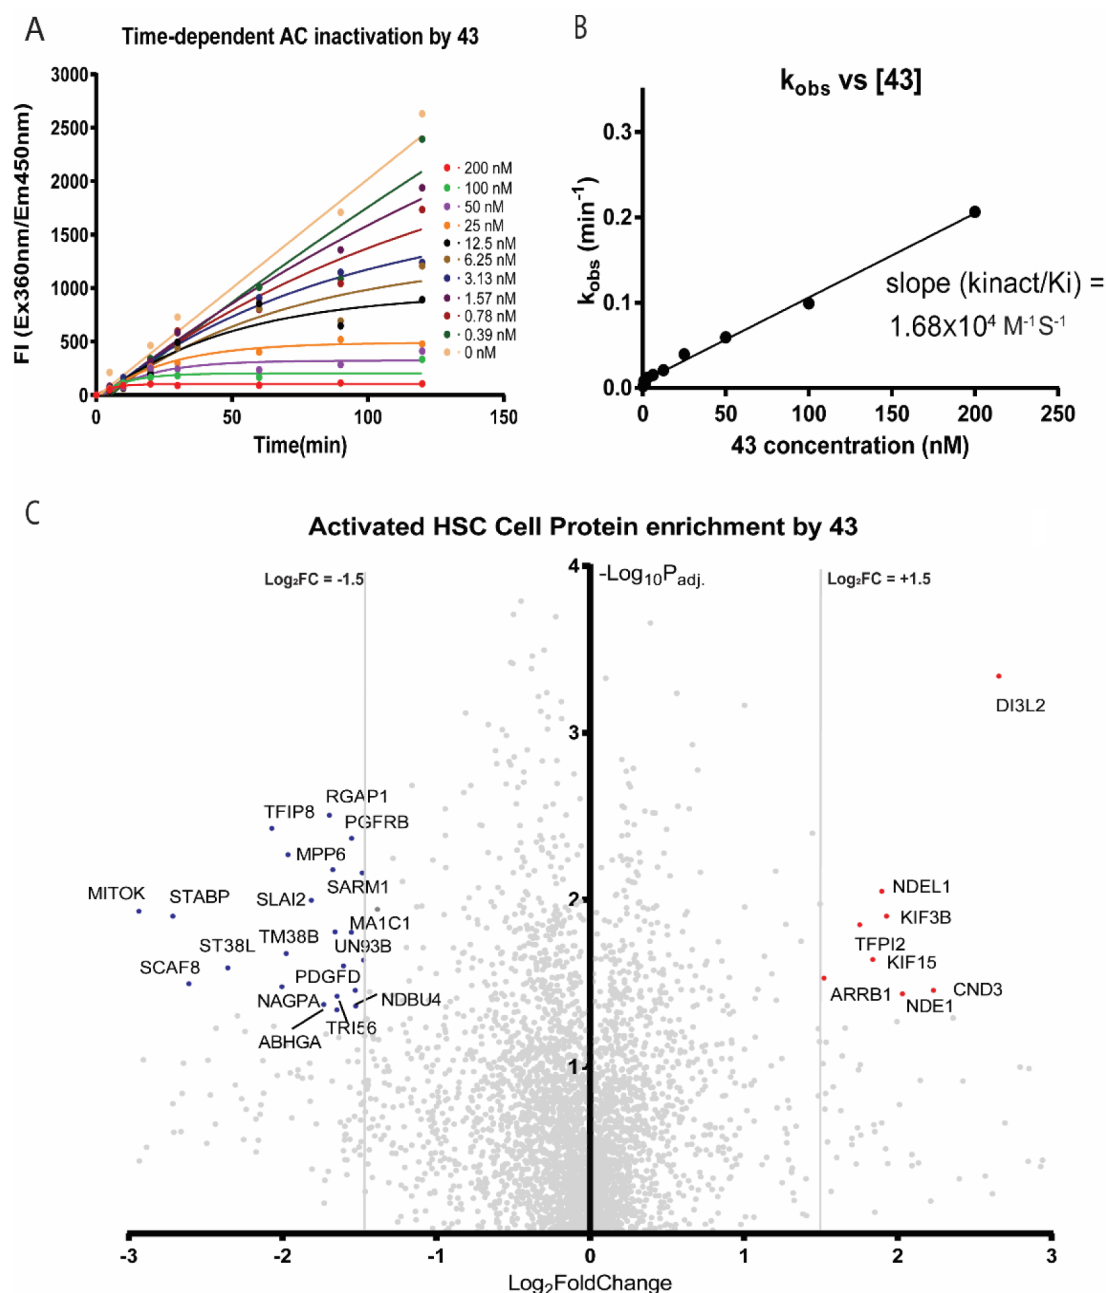 A
Time-dependent AC inactivation by 43
FI (Ex360nm/Em450nm)
3000
2500
2000
1500
1000
500
0
0
50
100
150
Time(min)
200 nM
100 nM
50 nM
25 nM
12.5 nM
6.25 nM
3.13 nM
1.57 nM
0.78 nM
0.39 nM
0 nM
B
kobs vs [43]
kobs (min⁻¹)
0.3
0.2
0.1
0.0
0
50
100
150
200
250
43 concentration (nM)
slope (kinact/Ki) =
1.68x10⁴ M⁻¹S⁻¹
C
Activated HSC Cell Protein enrichment by 43
Log₂FC = -1.5
-Log₁₀Padj.
Log₂FC = +1.5
4
3
2
1
DI3L2
RGAP1
TFIP8
PGFRB
MPP6
SARM1
MITOK
STABP
SLAI2
MA1C1
ST38L
TM38B
UN93B
SCAF8
PDGFD
NAGPA
NDBU4
ABHGA
TRI56
NDEL1
KIF3B
TFPI2
KIF15
ARRB1
CND3
NDE1
-3
-2
-1
0
1
2
3
Log₂FoldChange